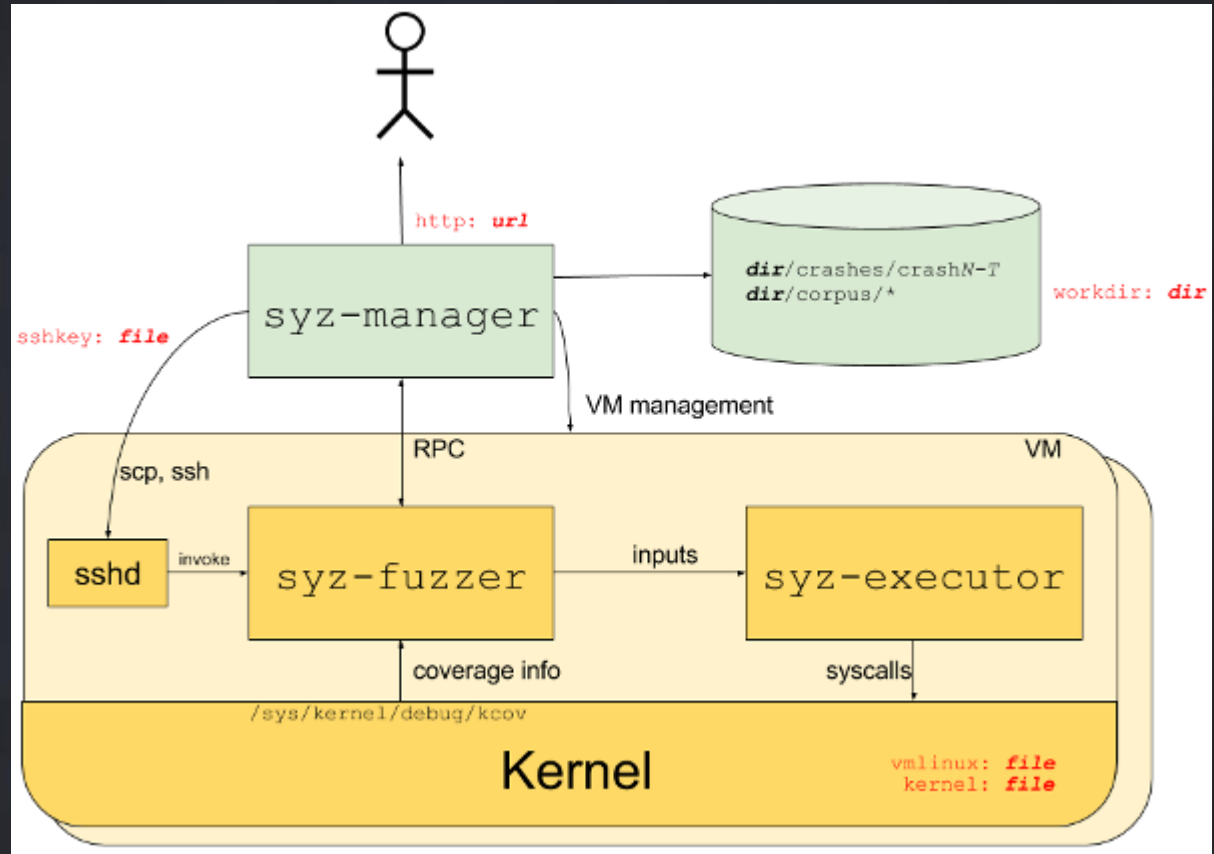 http: url
syz-manager
dir/crashes/crashN-T
dir/corpus/*
workdir: dir
sshkey: file
VM management
RPC
VM
scp, ssh
sshd
invoke
syz-fuzzer
inputs
syz-executor
coverage info
syscalls
/sys/kernel/debug/kcov
Kernel
vmlinux: file
kernel: file